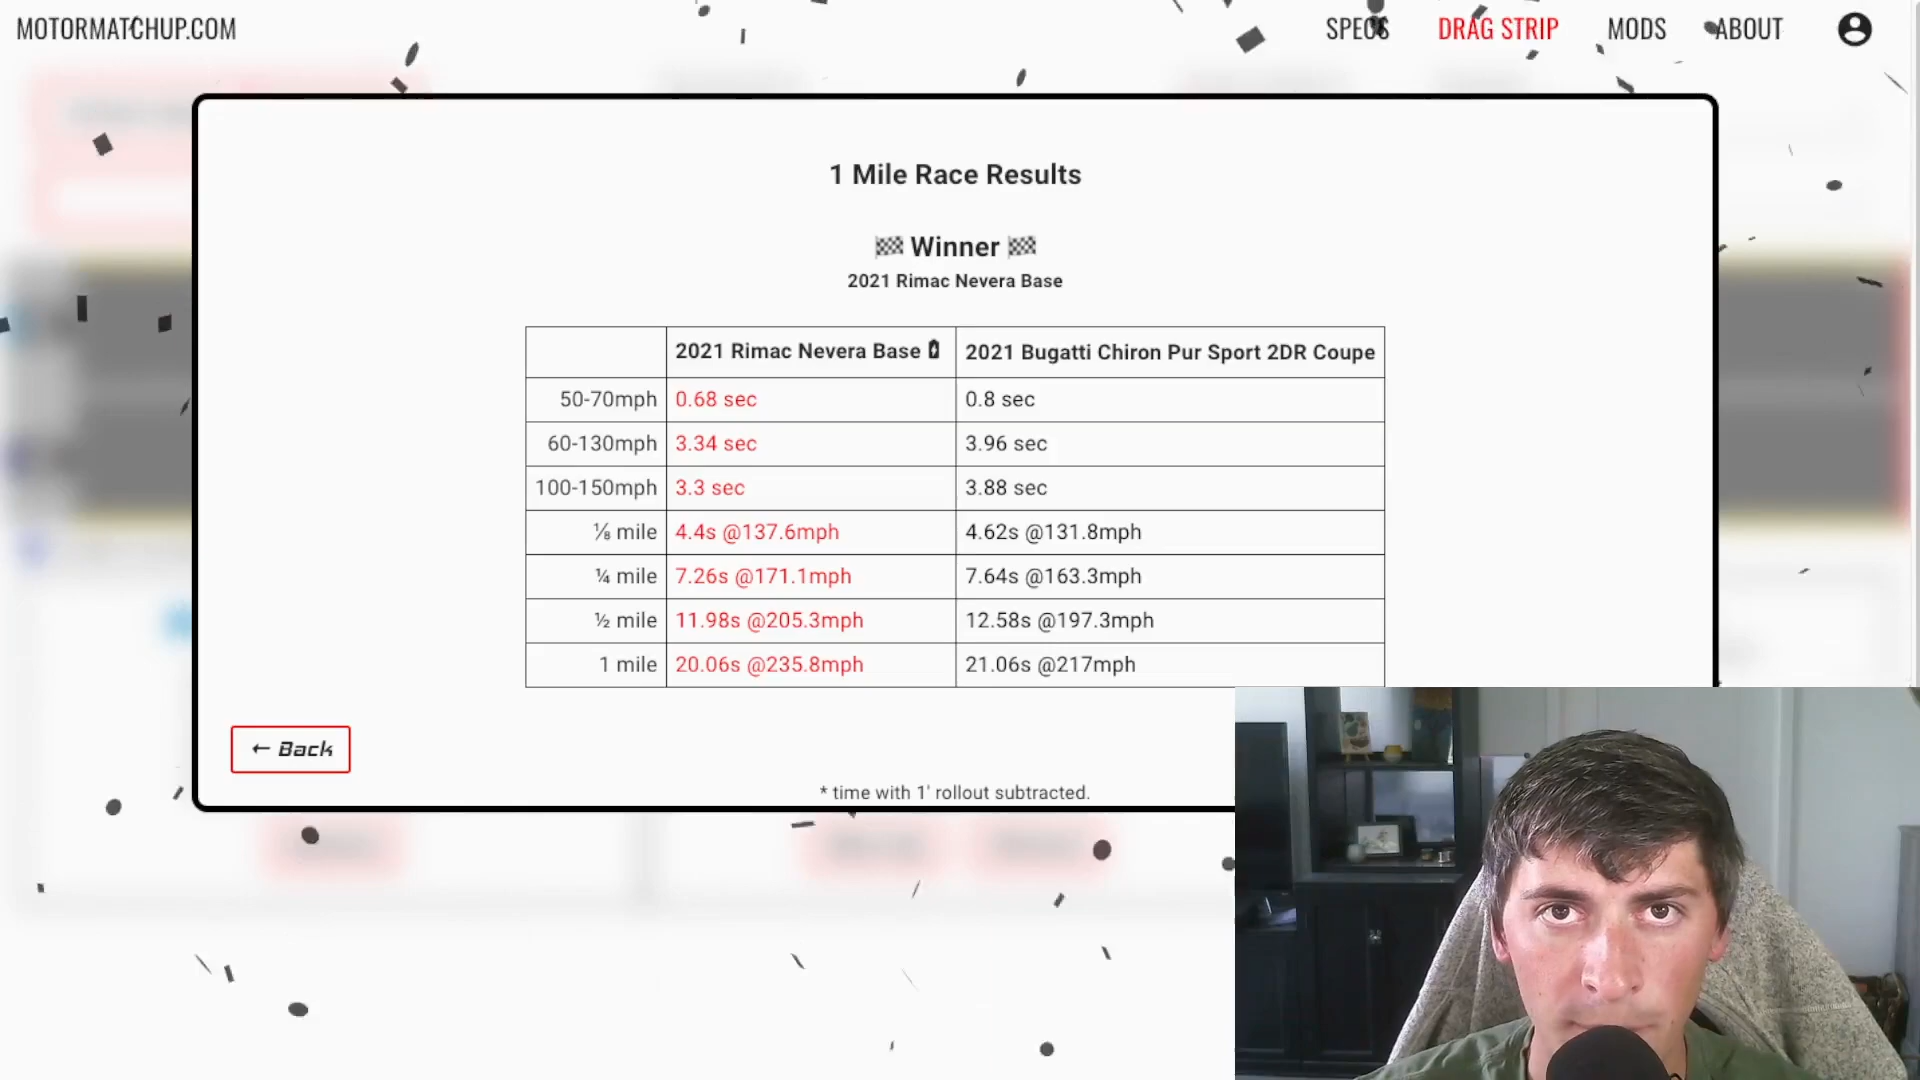 MOTORMATCHUP.COM
SPECS
DRAG STRIP
MODS
ABOUT
1 Mile Race Results
Winner
2021 Rimac Nevera Base
2021 Rimac Nevera Base
2021 Bugatti Chiron Pur Sport 2DR Coupe
50-70mph 0.68 sec 0.8 sec
60-130mph 3.34 sec 3.96 sec
100-150mph 3.3 sec 3.88 sec
⅛ mile 4.4s @137.6mph 4.62s @131.8mph
¼ mile 7.26s @171.1mph 7.64s @163.3mph
½ mile 11.98s @205.3mph 12.58s @197.3mph
1 mile 20.06s @235.8mph 21.06s @217mph
← Back
* time with 1' rollout subtracted.